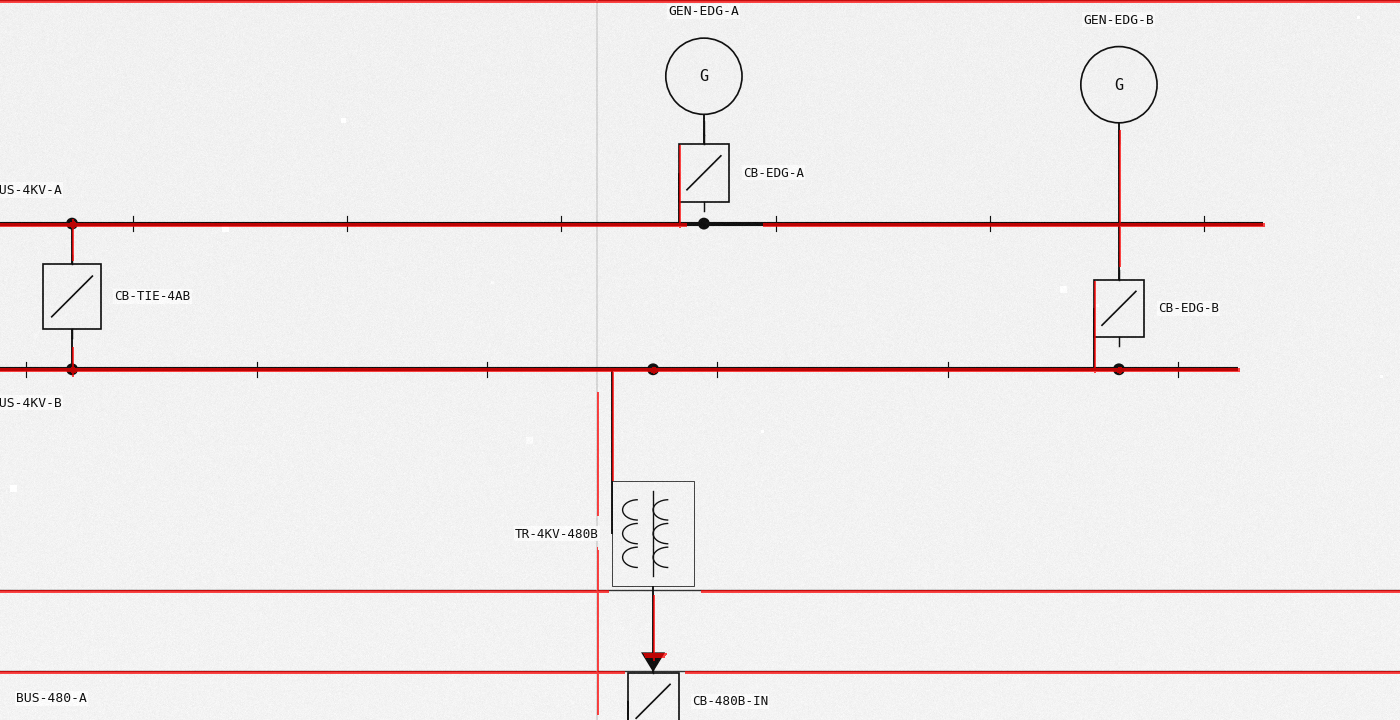 GEN-EDG-A
GEN-EDG-B
G
G
CB-EDG-A
US-4KV-A
CB-TIE-4AB
CB-EDG-B
US-4KV-B
TR-4KV-480B
BUS-480-A
CB-480B-IN